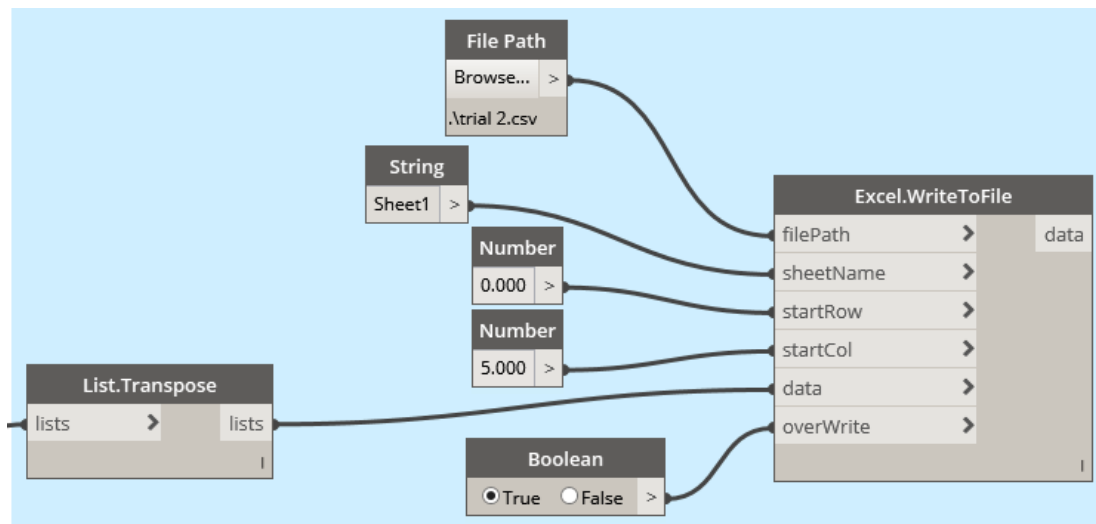 File Path
Browse... >
.\trial 2.csv
String
Sheet1 >
Number
0.000 >
Number
5.000 >
List.Transpose
lists > lists
l
Boolean
True False >
Excel.WriteToFile
filePath > data
sheetName >
startRow >
startCol >
data >
overWrite >
l